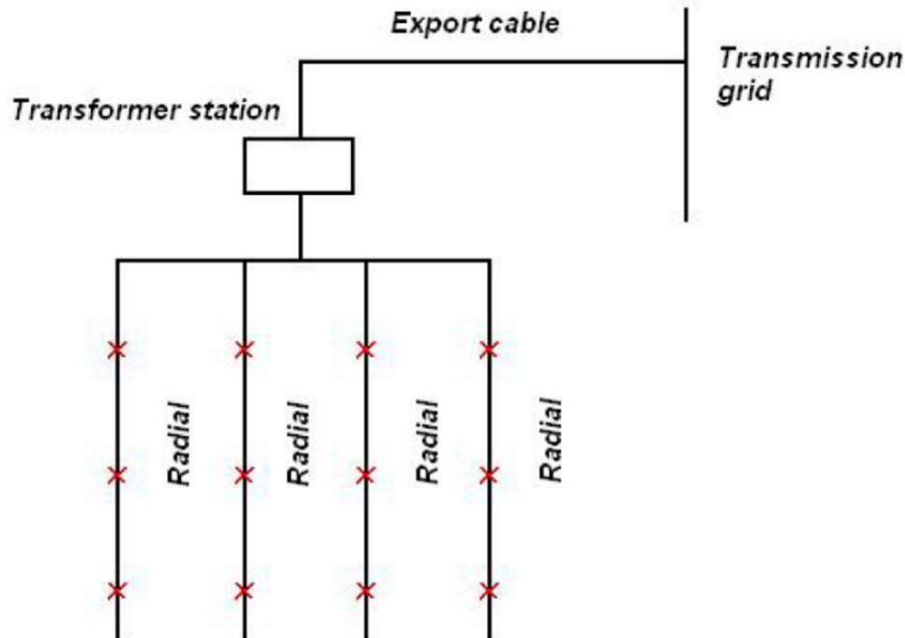 Export cable
Transmission
grid
Transformer station
Radial
Radial
Radial
Radial